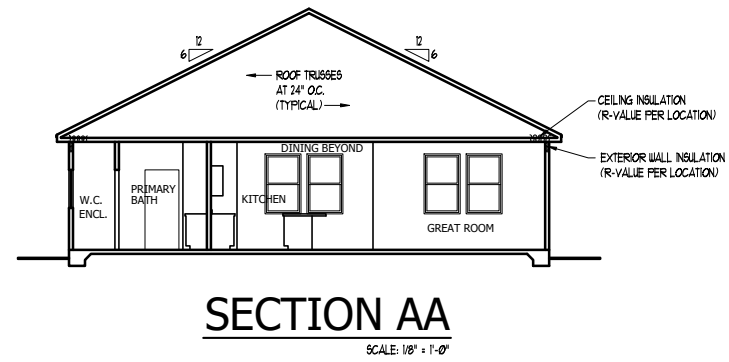 12
6
12
6
ROOF TRUSSES
AT 24" O.C.
(TYPICAL)
CEILING INSULATION
(R-VALUE PER LOCATION)
DINING BEYOND
EXTERIOR WALL INSULATION
(R-VALUE PER LOCATION)
W.C.
ENCL.
PRIMARY
BATH
KITCHEN
GREAT ROOM
SECTION AA
SCALE: 1/8" = 1'-0"